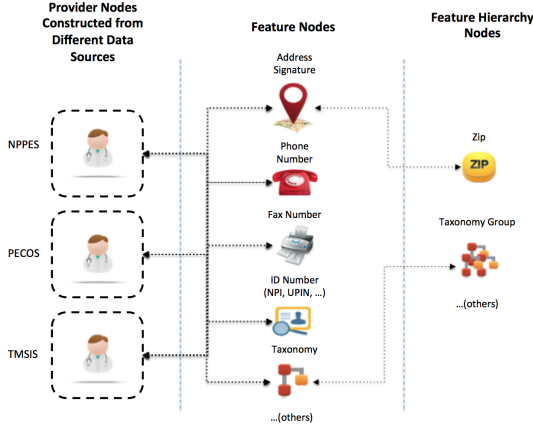 Provider Nodes
Constructed from
Different Data
Sources
Feature Nodes
Feature Hierarchy
Nodes
NPPES
PECOS
TMSIS
Address
Signature
Phone
Number
Fax Number
ID Number
(NPI, UPIN, ...)
Taxonomy
...(others)
Zip
ZIP
Taxonomy Group
...(others)